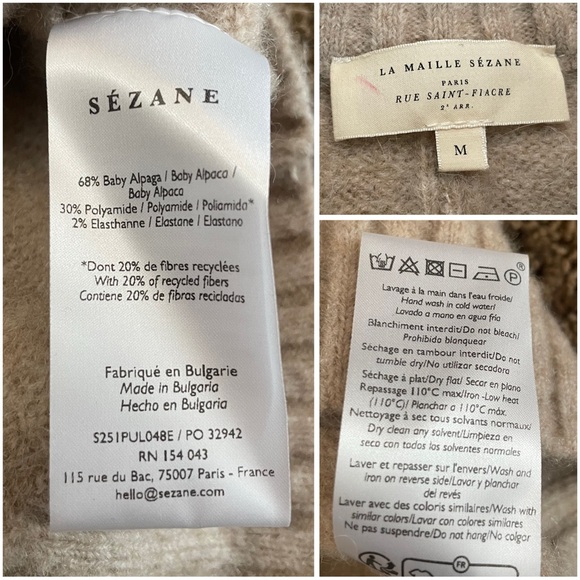 SÉZANE
68% Baby Alpaga / Baby Alpaca /
Baby Alpaca
30% Polyamide / Polyamide / Poliamida*
2% Elasthanne / Elastane / Elastano
*Dont 20% de fibres recyclées
With 20% of recycled fibers
Contiene 20% de fibras recicladas
Fabriqué en Bulgarie
Made in Bulgaria
Hecho en Bulgaria
S251PUL048E / PO 32942
RN 154 043
115 rue du Bac, 75007 Paris - France
hello@sezane.com
LA MAILLE SÉZANE
PARIS
RUE SAINT-FIACRE
2e ARR.
M
P ®
Lavage à la main dans l'eau froide/
Hand wash in cold water/
Lavado a mano en agua fria
Blanchiment interdit/Do not bleach/
Prohibido blanquear
Séchage en tambour interdit/Do not
tumble dry/No utilizar secadora
Séchage à plat/Dry flat/ Secar en plano
Repassage 110°C max/Iron -Low heat
(110°C)/ Planchar a 110°C máx.
Nettoyage à sec tous solvants normaux/
Dry clean any solvent/Limpieza en
seco con todos los solventes normales
Laver et repasser sur l'envers/Wash and
iron on reverse side/Lavar y planchar
del revés
Laver avec des coloris similaires/Wash with
similar colors/Lavar con colores similares
Ne pas suspendre/Do not hang/No colgar
FR